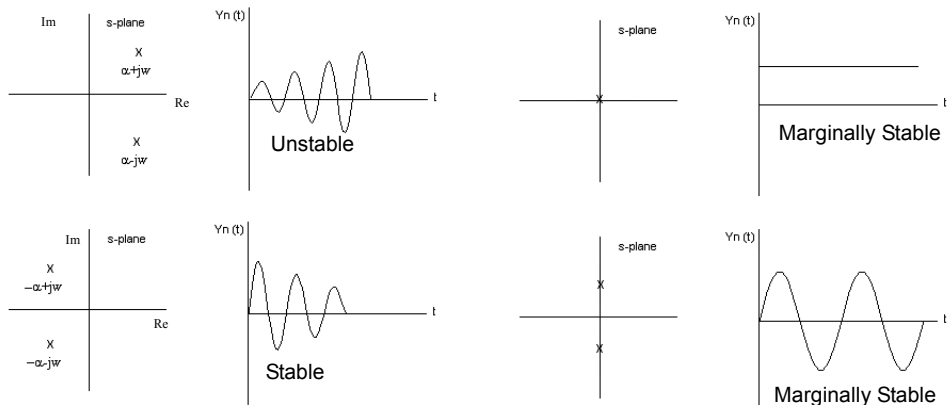 Im
s-plane
X
α+jw
Re
X
α-jw
Yn (t)
t
Unstable
s-plane
X
Yn (t)
t
Marginally Stable
Im
s-plane
X
−α+jw
Re
X
−α-jw
Yn (t)
t
Stable
s-plane
X
X
Yn (t)
t
Marginally Stable